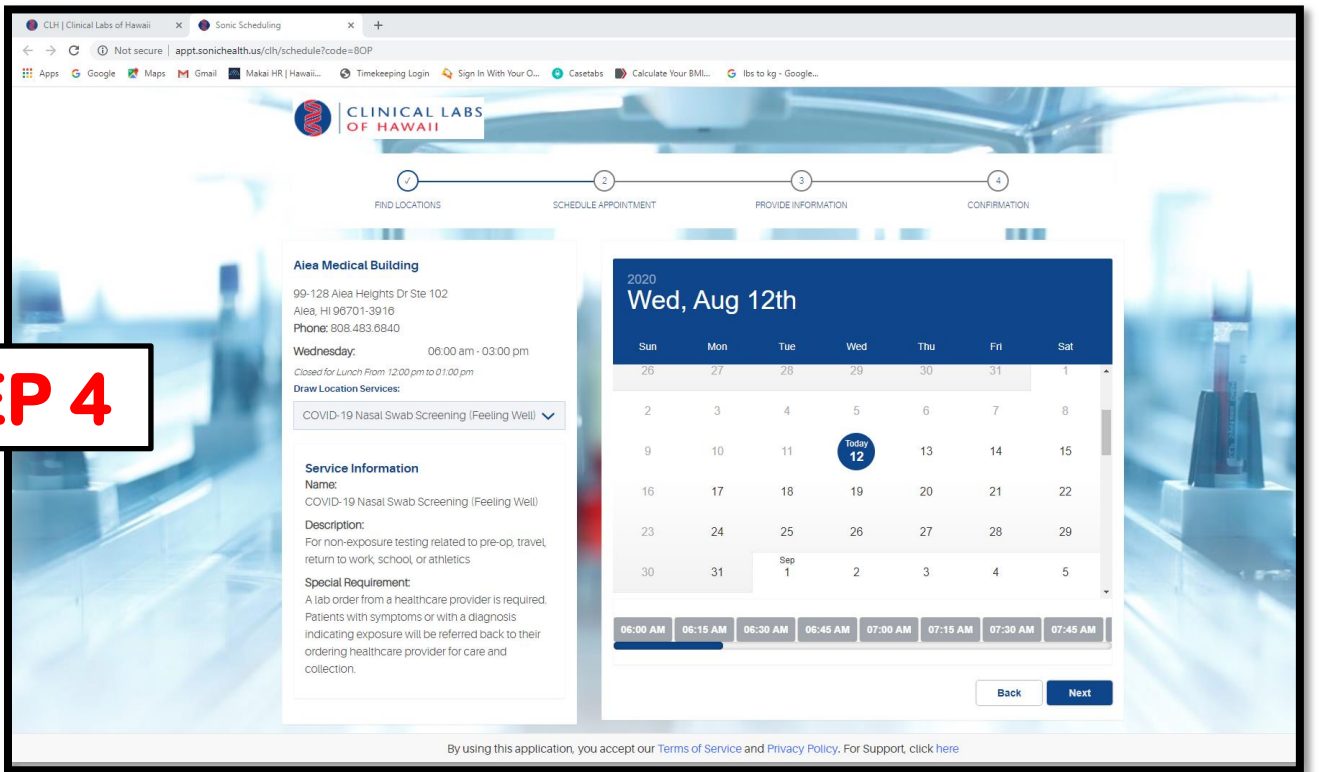 CLH | Clinical Labs of Hawaii
Sonic Scheduling
Not secure | appt.sonichealth.us/clh/schedule?code=8OP
Apps Google Maps Gmail Makai HR | Hawaii... Timekeeping Login Sign In With Your O... Casetabs Calculate Your BMI... lbs to kg - Google...
CLINICAL LABS
OF HAWAII
2 3 4
FIND LOCATIONS SCHEDULE APPOINTMENT PROVIDE INFORMATION CONFIRMATION
EP 4
Aiea Medical Building
99-128 Aiea Heights Dr Ste 102
Aiea, HI 96701-3916
Phone: 808.483.6840
Wednesday: 06:00 am - 03:00 pm
Closed for Lunch From 12:00 pm to 01:00 pm
Draw Location Services:
COVID-19 Nasal Swab Screening (Feeling Well)
Service Information
Name:
COVID-19 Nasal Swab Screening (Feeling Well)
Description:
For non-exposure testing related to pre-op, travel,
return to work, school, or athletics
Special Requirement:
A lab order from a healthcare provider is required.
Patients with symptoms or with a diagnosis
indicating exposure will be referred back to their
ordering healthcare provider for care and
collection.
2020
Wed, Aug 12th
Sun Mon Tue Wed Thu Fri Sat
26 27 28 29 30 31 1
2 3 4 5 6 7 8
9 10 11 Today 12 13 14 15
16 17 18 19 20 21 22
23 24 25 26 27 28 29
30 31 Sep 1 2 3 4 5
06:00 AM 06:15 AM 06:30 AM 06:45 AM 07:00 AM 07:15 AM 07:30 AM 07:45 AM
Back Next
By using this application, you accept our Terms of Service and Privacy Policy. For Support, click here